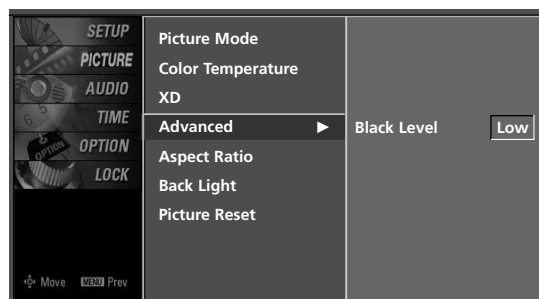 SETUP
PICTURE
AUDIO
TIME
OPTION
LOCK
Move MENU Prev
Picture Mode
Color Temperature
XD
Advanced ►
Aspect Ratio
Back Light
Picture Reset
Black Level Low